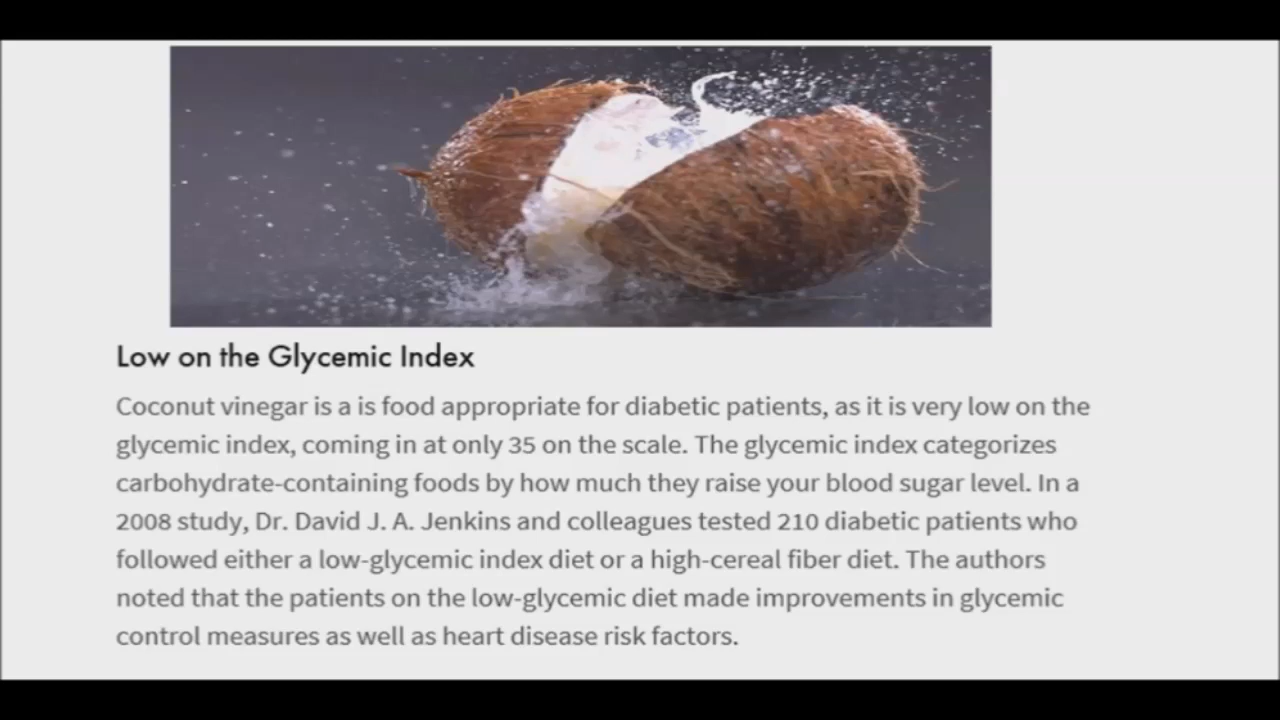 Low on the Glycemic Index
Coconut vinegar is a is food appropriate for diabetic patients, as it is very low on the
glycemic index, coming in at only 35 on the scale. The glycemic index categorizes
carbohydrate-containing foods by how much they raise your blood sugar level. In a
2008 study, Dr. David J. A. Jenkins and colleagues tested 210 diabetic patients who
followed either a low-glycemic index diet or a high-cereal fiber diet. The authors
noted that the patients on the low-glycemic diet made improvements in glycemic
control measures as well as heart disease risk factors.